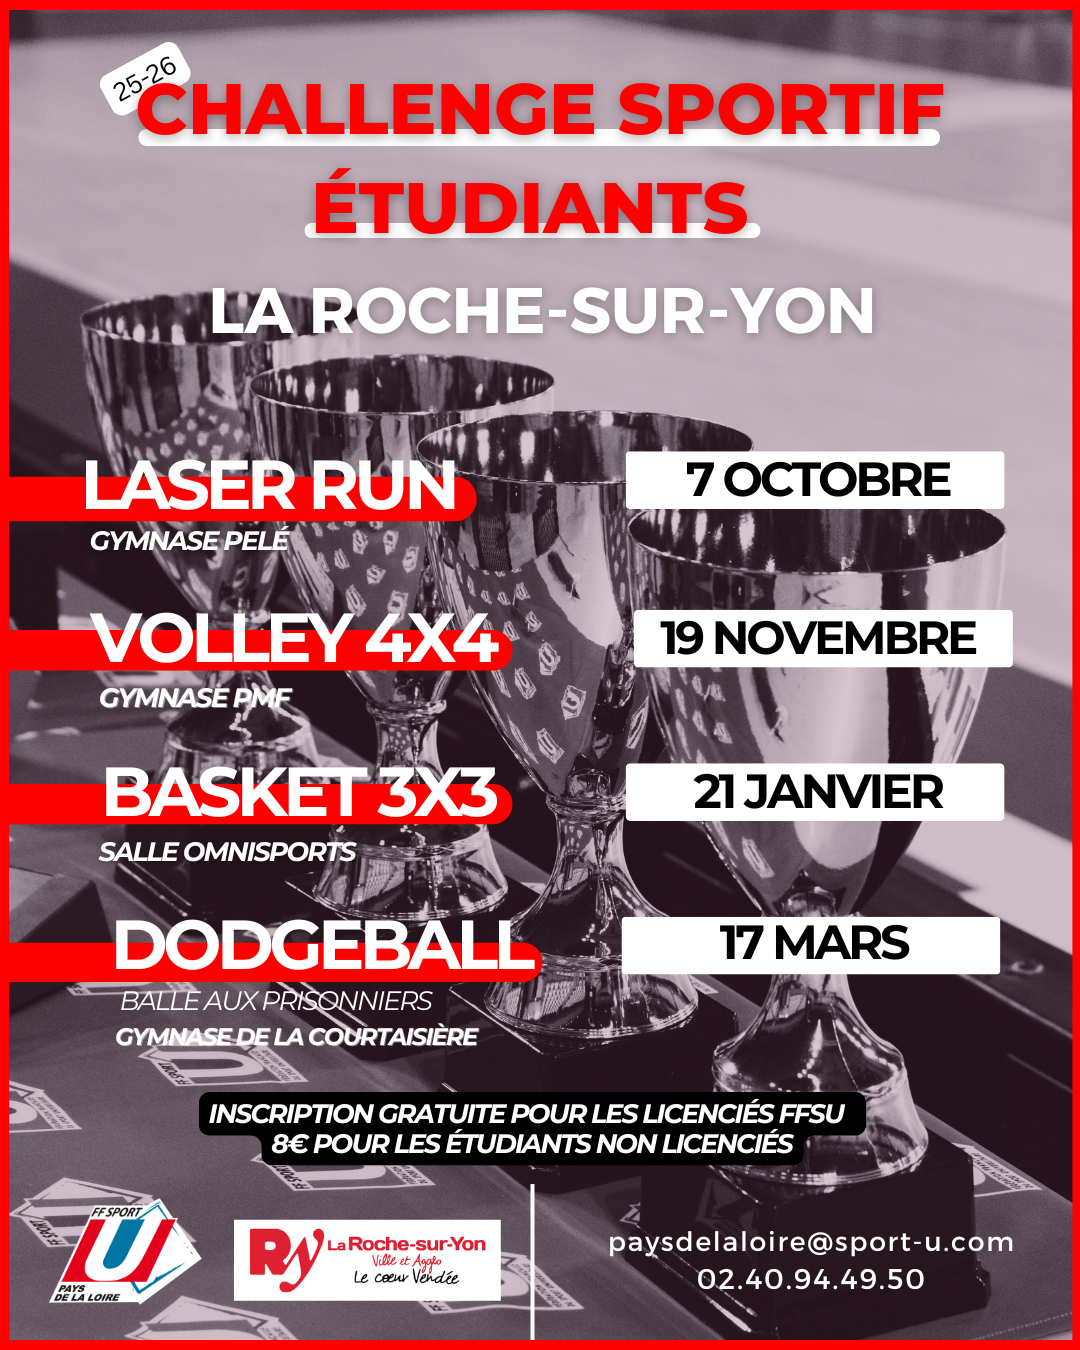 25-26
CHALLENGE SPORTIF
ÉTUDIANTS
LA ROCHE-SUR-YON
LASER RUN
7 OCTOBRE
GYMNASE PELÉ
VOLLEY 4X4
19 NOVEMBRE
GYMNASE PMF
BASKET 3X3
21 JANVIER
SALLE OMNISPORTS
DODGEBALL
17 MARS
BALLE AUX PRISONNIERS
GYMNASE DE LA COURTAISIÈRE
INSCRIPTION GRATUITE POUR LES LICENCIÉS FFSU
8€ POUR LES ÉTUDIANTS NON LICENCIÉS
FF SPORT
U
PAYS
DE LA LOIRE
Ry
La Roche-sur-Yon
Ville et Agglo
Le cœur Vendée
paysdelaloire@sport-u.com
02.40.94.49.50